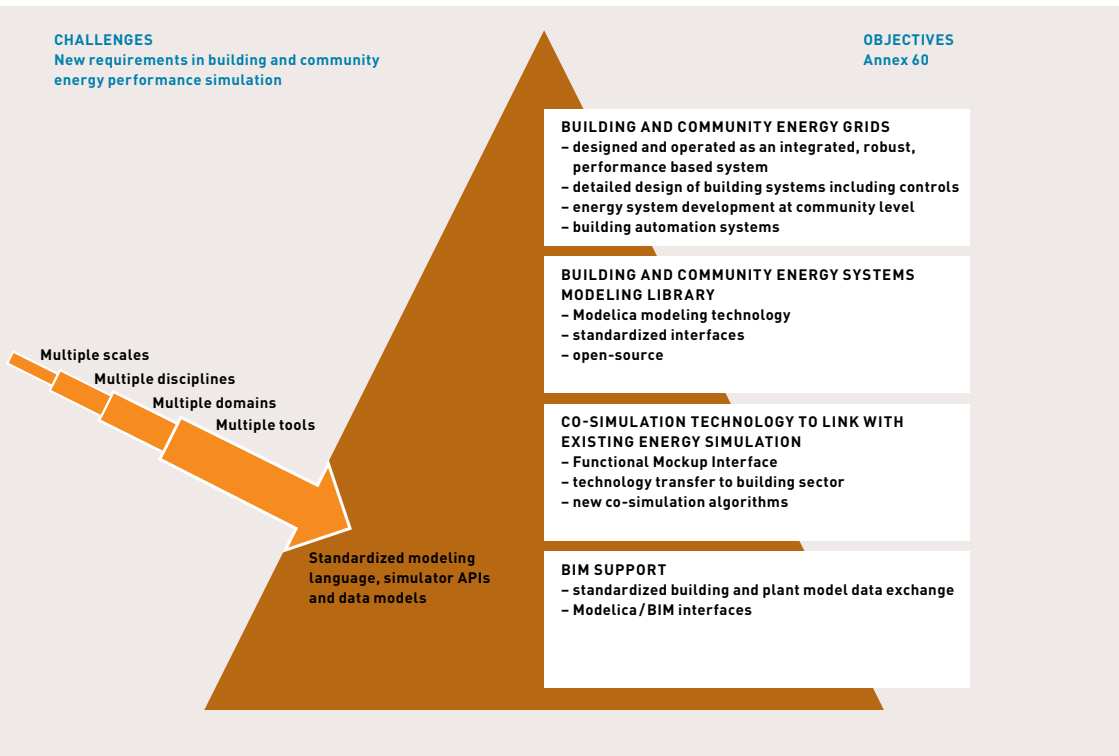 CHALLENGES
New requirements in building and community
energy performance simulation
OBJECTIVES
Annex 60
BUILDING AND COMMUNITY ENERGY GRIDS
– designed and operated as an integrated, robust,
performance based system
– detailed design of building systems including controls
– energy system development at community level
– building automation systems
BUILDING AND COMMUNITY ENERGY SYSTEMS
MODELING LIBRARY
– Modelica modeling technology
– standardized interfaces
– open-source
Multiple scales
Multiple disciplines
Multiple domains
Multiple tools
CO-SIMULATION TECHNOLOGY TO LINK WITH
EXISTING ENERGY SIMULATION
– Functional Mockup Interface
– technology transfer to building sector
– new co-simulation algorithms
Standardized modeling
language, simulator APIs
and data models
BIM SUPPORT
– standardized building and plant model data exchange
– Modelica/BIM interfaces